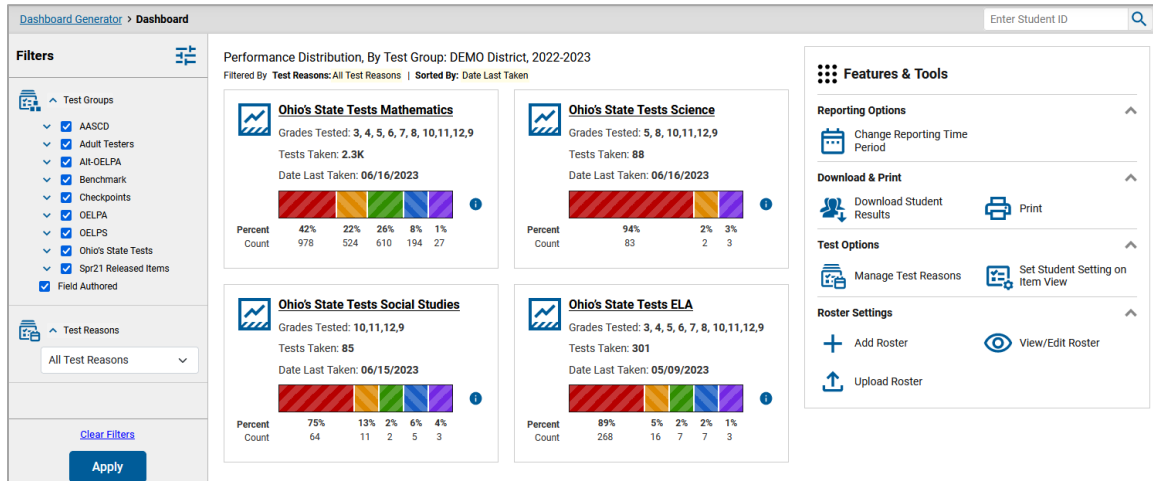 Dashboard Generator > Dashboard
Enter Student ID
Filters
Test Groups
AASCD
Adult Testers
Alt-OELPA
Benchmark
Checkpoints
OELPA
OELPS
Ohio's State Tests
Spr21 Released Items
Field Authored
Test Reasons
All Test Reasons
Clear Filters
Apply
Performance Distribution, By Test Group: DEMO District, 2022-2023
Filtered By Test Reasons: All Test Reasons | Sorted By: Date Last Taken
Ohio's State Tests Mathematics
Grades Tested: 3, 4, 5, 6, 7, 8, 10,11,12,9
Tests Taken: 2.3K
Date Last Taken: 06/16/2023
Percent 42% 22% 26% 8% 1%
Count 978 524 610 194 27
Ohio's State Tests Science
Grades Tested: 5, 8, 10,11,12,9
Tests Taken: 88
Date Last Taken: 06/16/2023
Percent 94% 2% 3%
Count 83 2 3
Ohio's State Tests Social Studies
Grades Tested: 10,11,12,9
Tests Taken: 85
Date Last Taken: 06/15/2023
Percent 75% 13% 2% 6% 4%
Count 64 11 2 5 3
Ohio's State Tests ELA
Grades Tested: 3, 4, 5, 6, 7, 8, 10,11,12,9
Tests Taken: 301
Date Last Taken: 05/09/2023
Percent 89% 5% 2% 2% 1%
Count 268 16 7 7 3
Features & Tools
Reporting Options
Change Reporting Time
Period
Download & Print
Download Student
Results
Print
Test Options
Manage Test Reasons
Set Student Setting on
Item View
Roster Settings
Add Roster
View/Edit Roster
Upload Roster